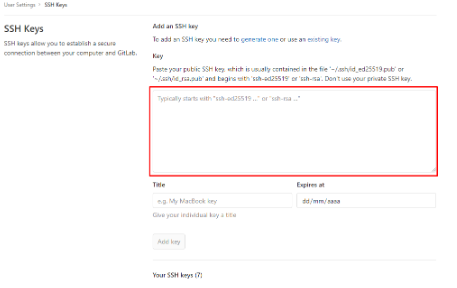 User Settings > SSH Keys
SSH Keys
SSH keys allow you to establish a secure
connection between your computer and GitLab.
Add an SSH key
To add an SSH key you need to generate one or use an existing key.
Key
Paste your public SSH key, which is usually contained in the file '~/.ssh/id_ed25519.pub' or
'~/.ssh/id_rsa.pub' and begins with 'ssh-ed25519' or 'ssh-rsa'. Don't use your private SSH key.
Typically starts with "ssh-ed25519 ..." or "ssh-rsa ..."
Title
Expires at
e.g. My MacBook key
dd/mm/aaaa
Give your individual key a title
Add key
Your SSH keys (7)